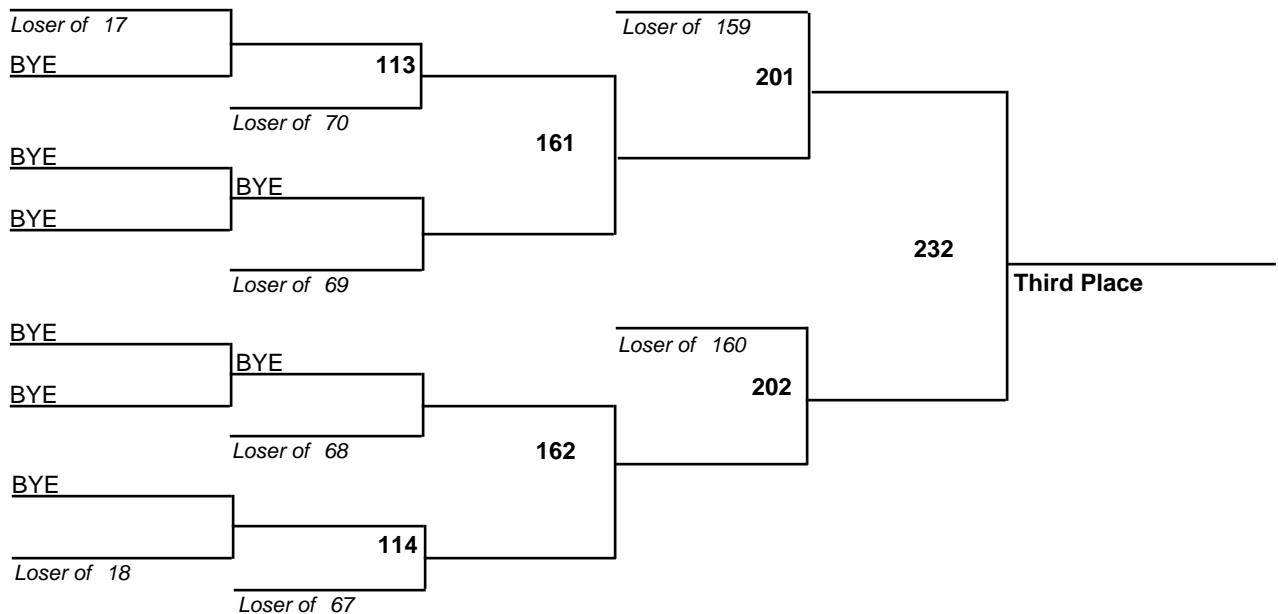 Loser of 17
Loser of 159
BYE
113
201
Loser of 70
161
BYE
BYE
BYE
232
Loser of 69
Third Place
BYE
Loser of 160
BYE
BYE
202
Loser of 68
162
BYE
114
Loser of 18
Loser of 67